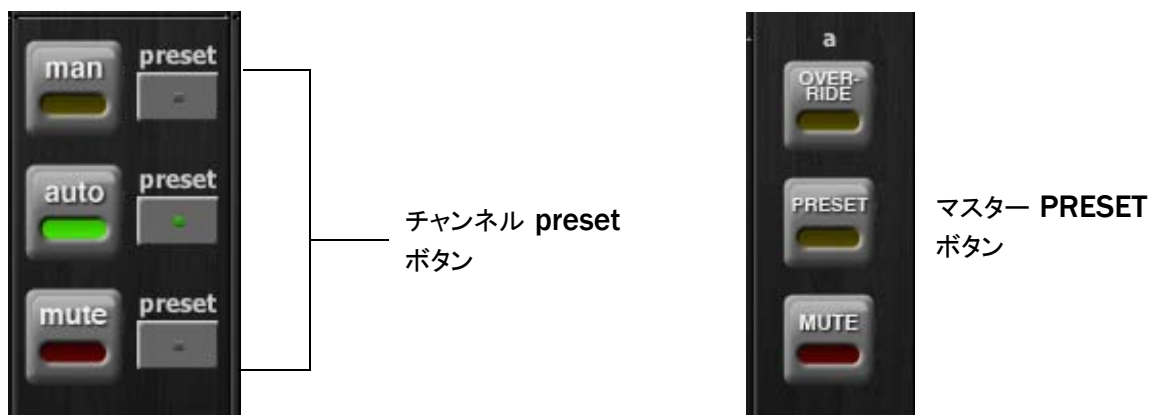 man
preset
auto
preset
mute
preset
チャンネル preset
ボタン
a
OVER-
RIDE
PRESET
MUTE
マスター PRESET
ボタン